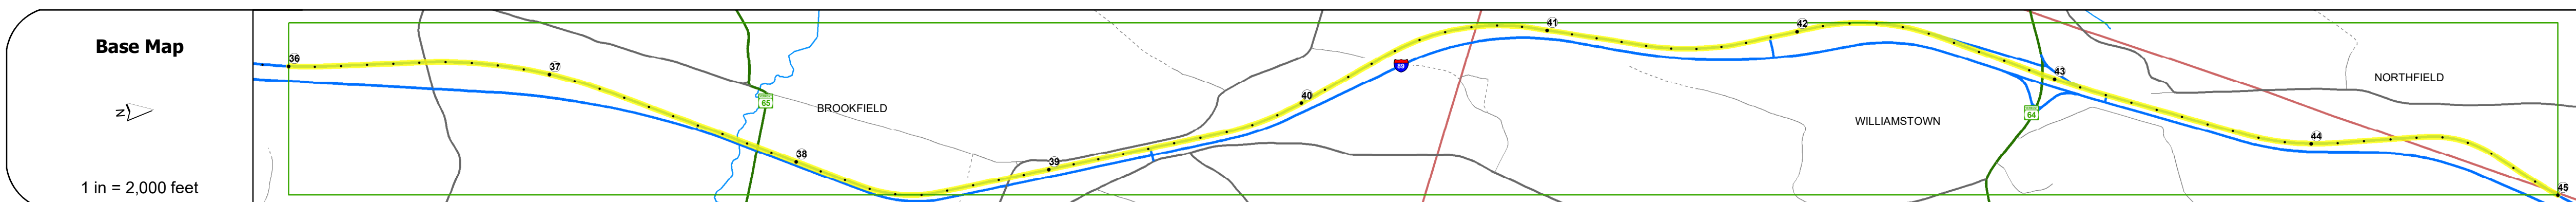 Base Map
N
1 in = 2,000 feet
36
37
65
BROOKFIELD
38
39
40
89
41
42
WILLIAMSTOWN
64
43
NORTHFIELD
44
45